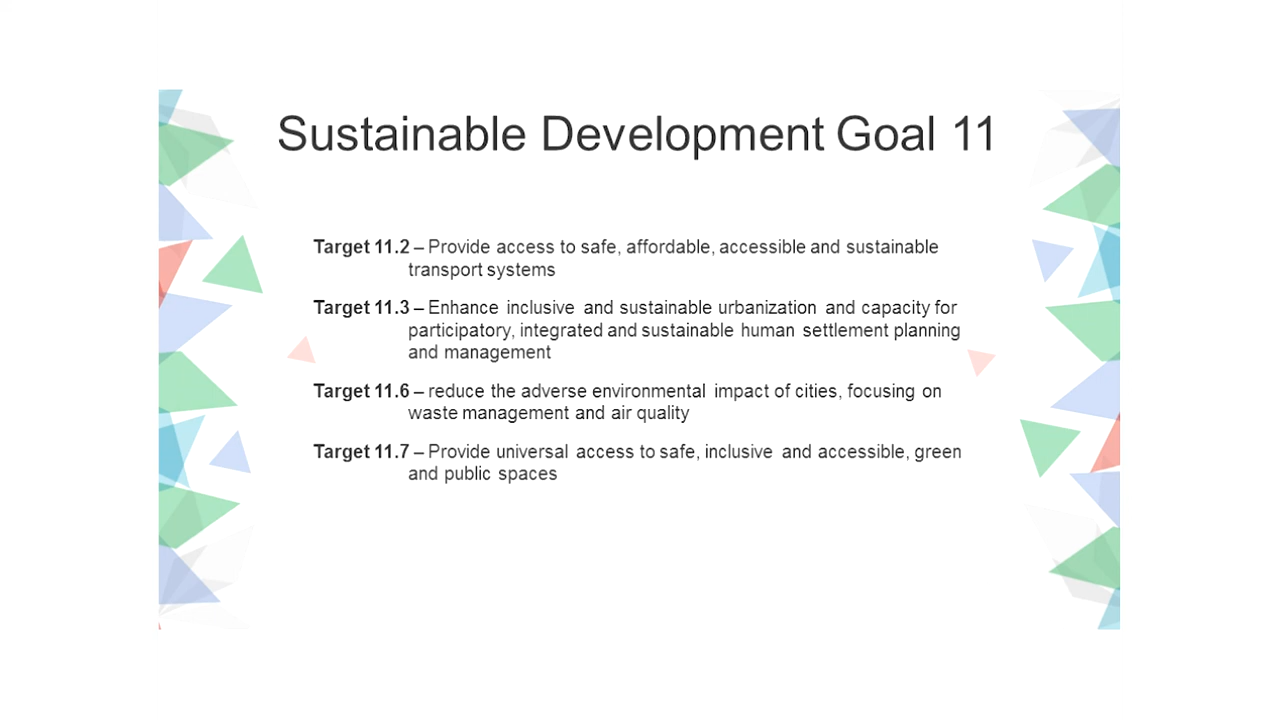 Sustainable Development Goal 11
Target 11.2 – Provide access to safe, affordable, accessible and sustainable
transport systems
Target 11.3 – Enhance inclusive and sustainable urbanization and capacity for
participatory, integrated and sustainable human settlement planning
and management
Target 11.6 – reduce the adverse environmental impact of cities, focusing on
waste management and air quality
Target 11.7 – Provide universal access to safe, inclusive and accessible, green
and public spaces